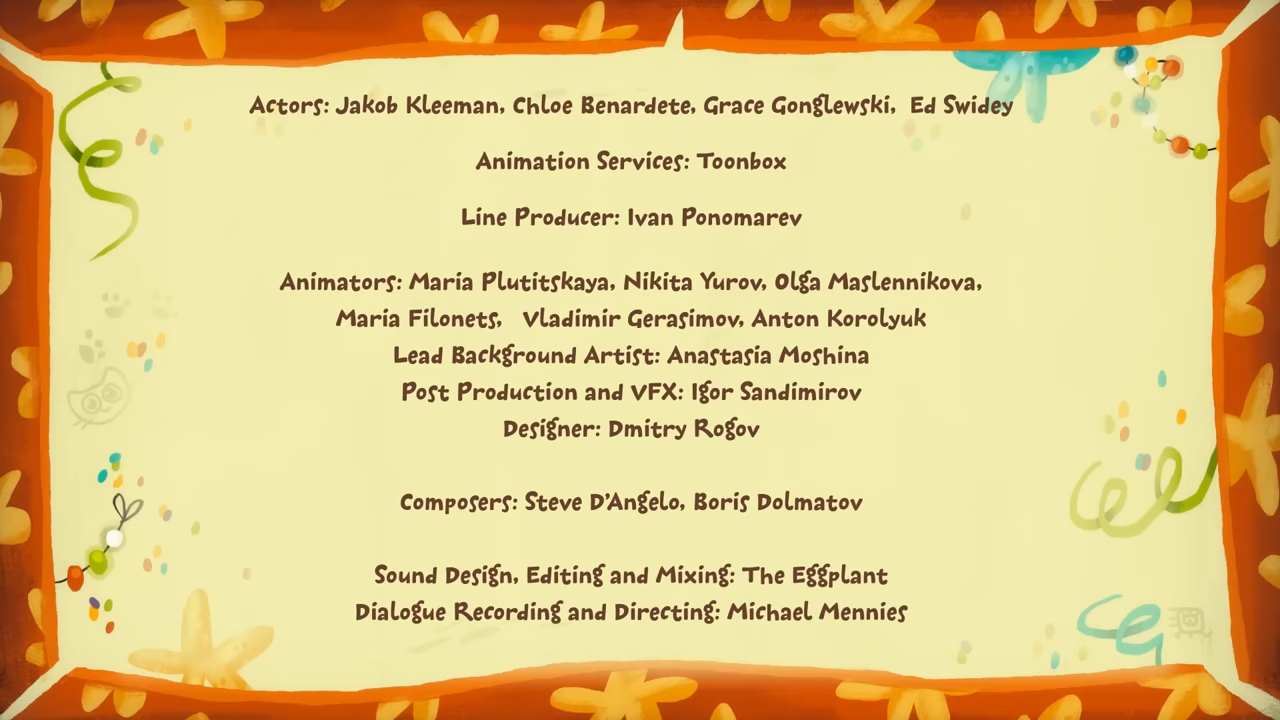 Actors: Jakob Kleeman, Chloe Benardete, Grace Gonglewski, Ed Swidey
Animation Services: Toonbox
Line Producer: Ivan Ponomarev
Animators: Maria Plutitskaya, Nikita Yurov, Olga Maslennikova,
Maria Filonets, Vladimir Gerasimov, Anton Korolyuk
Lead Background Artist: Anastasia Moshina
Post Production and VFX: Igor Sandimirov
Designer: Dmitry Rogov
Composers: Steve D'Angelo, Boris Dolmatov
Sound Design, Editing and Mixing: The Eggplant
Dialogue Recording and Directing: Michael Mennies